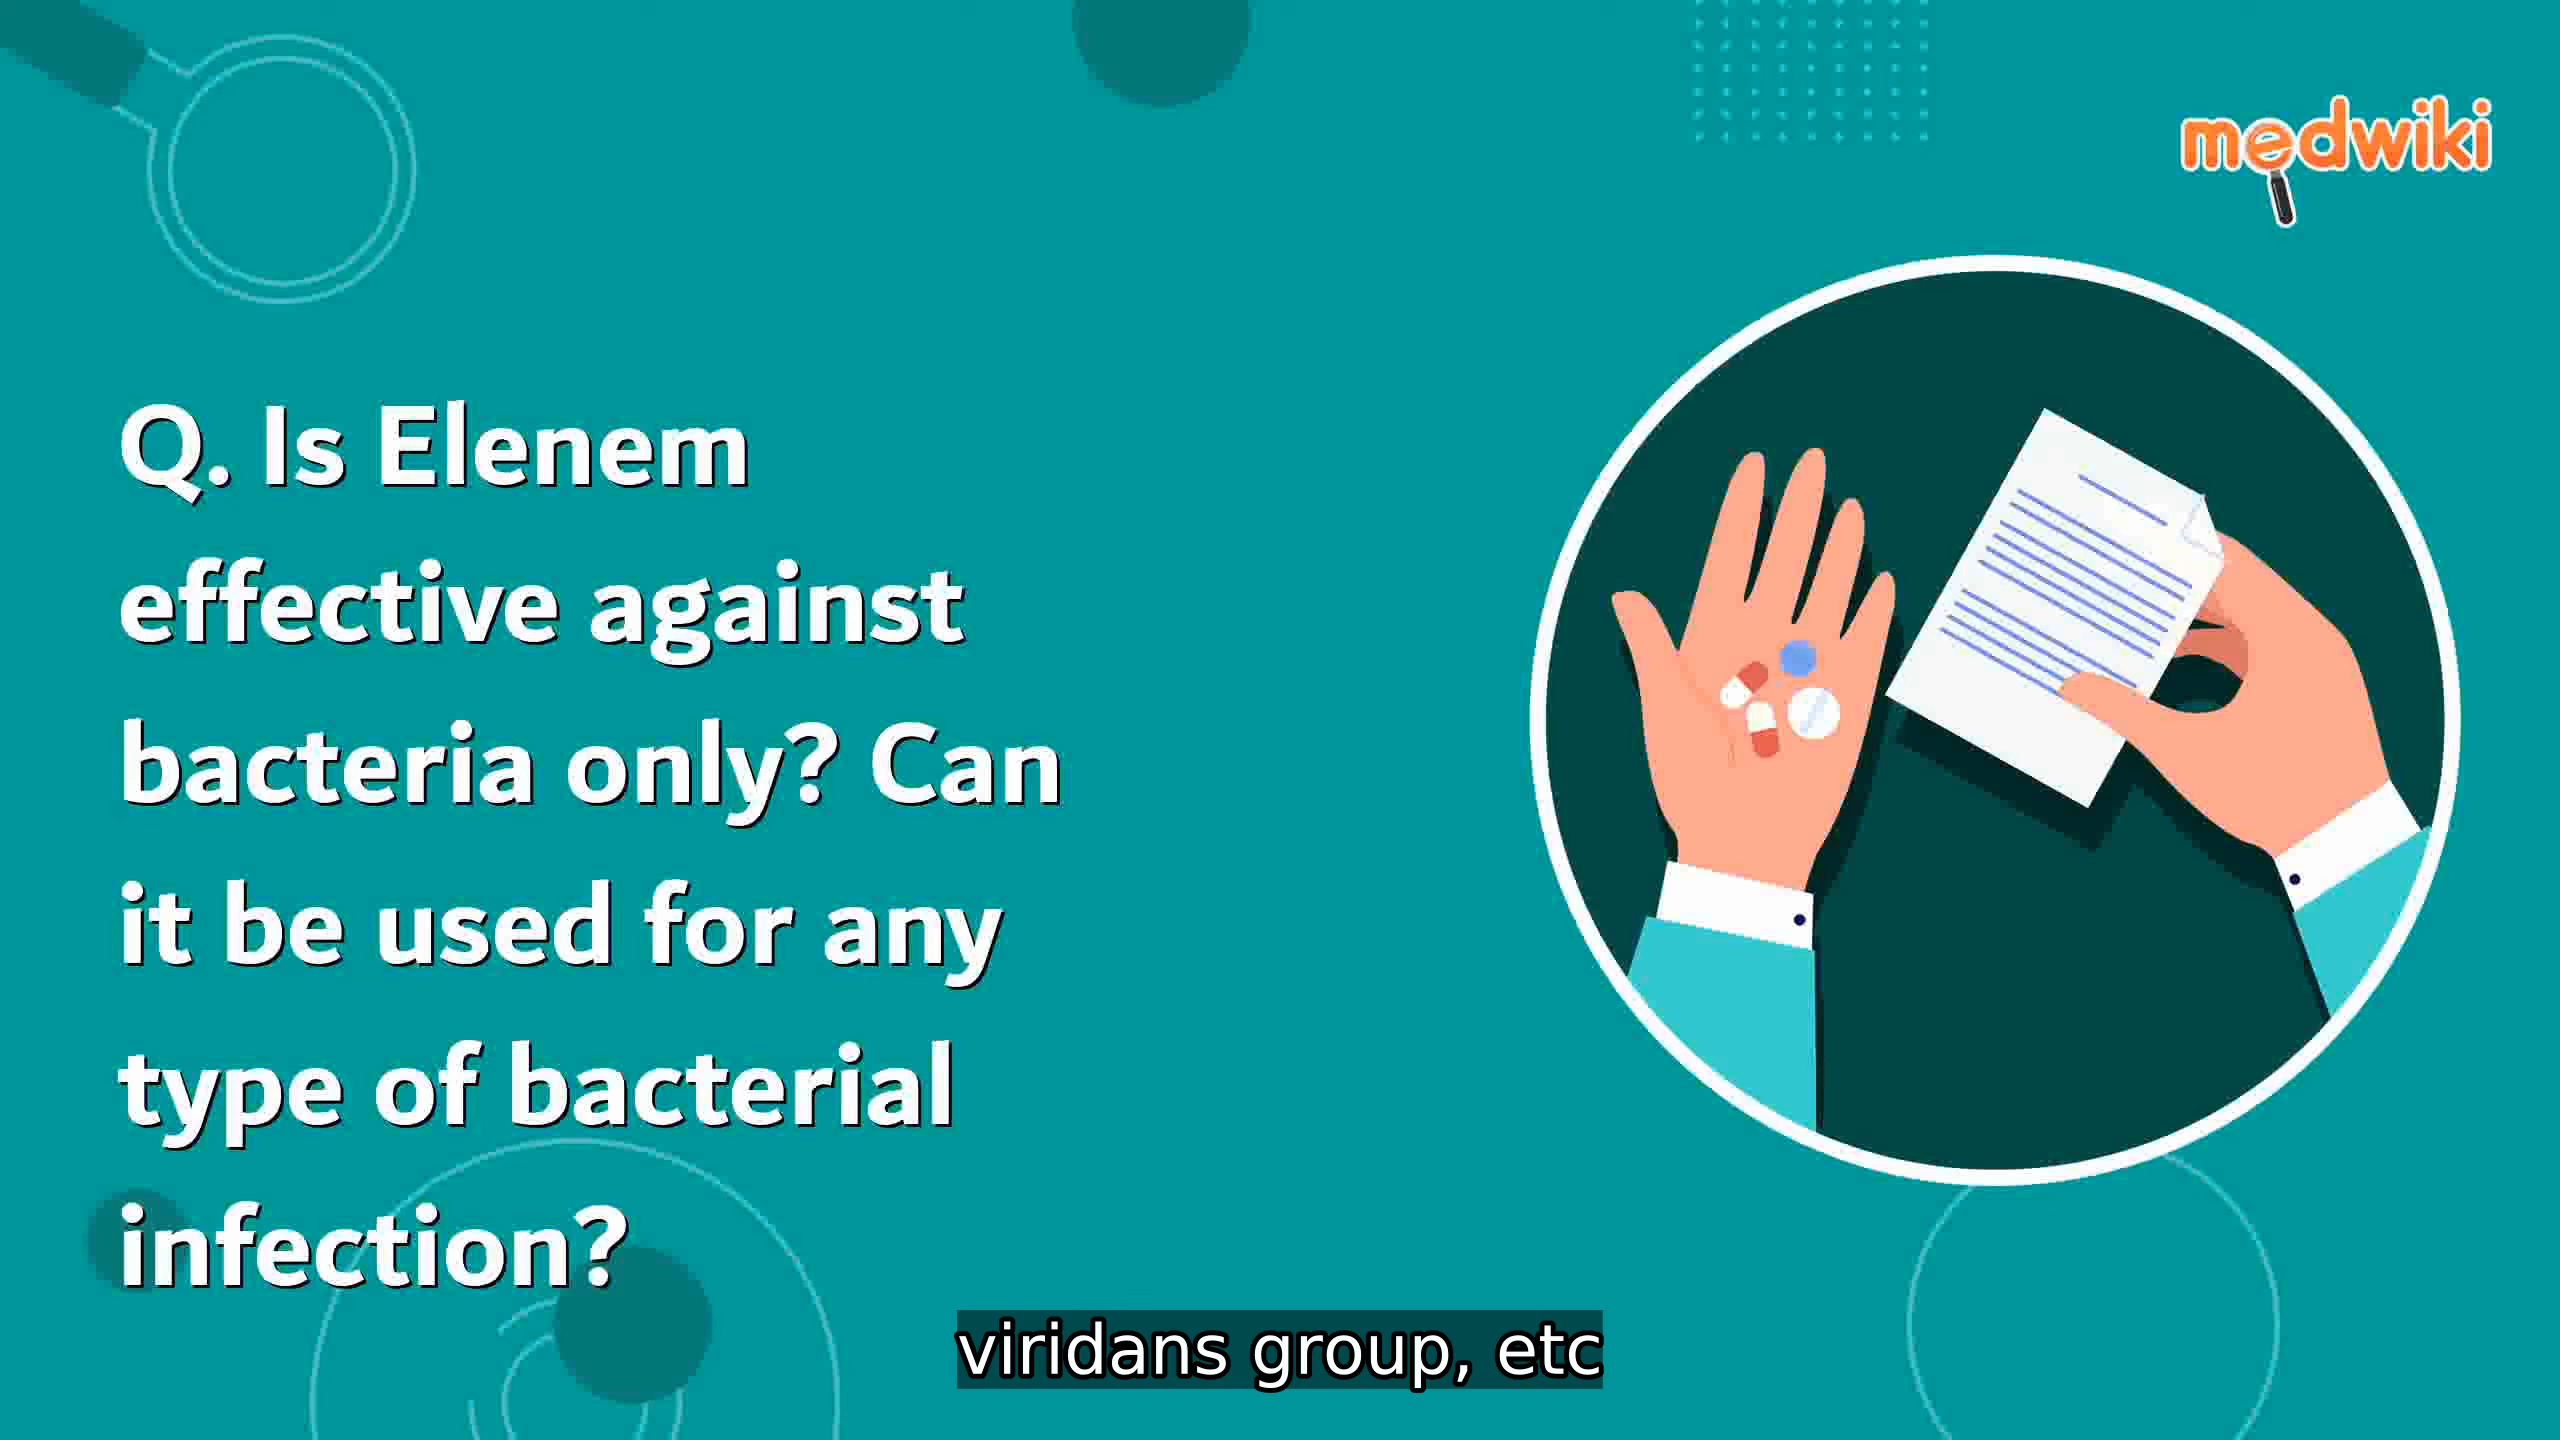 medwiki
Q. Is Elenem
effective against
bacteria only? Can
it be used for any
type of bacterial
infection?
viridans group, etc